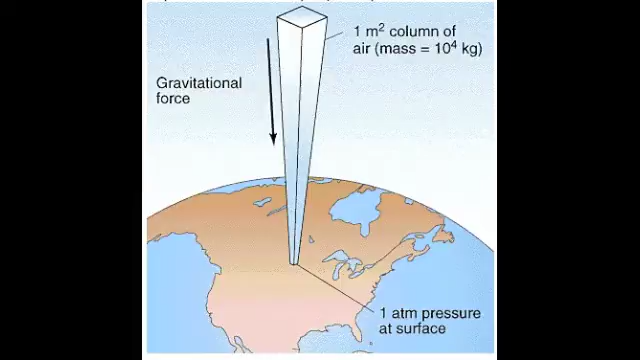 1 m² column of
air (mass = 10⁴ kg)
Gravitational
force
1 atm pressure
at surface